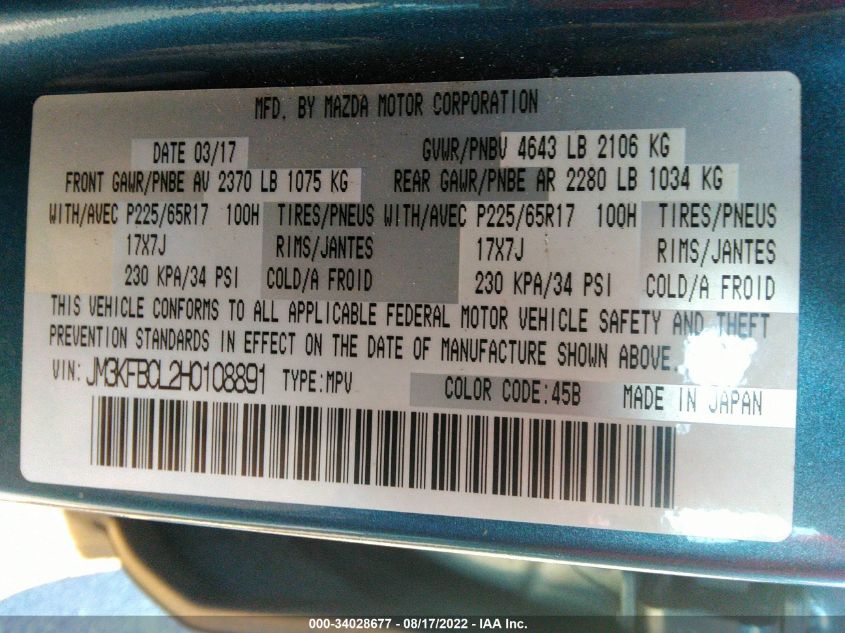 MFD. BY MAZDA MOTOR CORPORATION
DATE 03/17 GVWR/PNBV 4643 LB 2106 KG
FRONT GAWR/PNBE AV 2370 LB 1075 KG REAR GAWR/PNBE AR 2280 LB 1034 KG
WITH/AVEC P225/65R17 100H TIRES/PNEUS WITH/AVEC P225/65R17 100H TIRES/PNEUS
17X7J RIMS/JANTES 17X7J RIMS/JANTES
230 KPA/34 PSI COLD/A FROID 230 KPA/34 PSI COLD/A FROID
THIS VEHICLE CONFORMS TO ALL APPLICABLE FEDERAL MOTOR VEHICLE SAFETY AND THEFT
PREVENTION STANDARDS IN EFFECT ON THE DATE OF MANUFACTURE SHOWN ABOVE.
VIN: JM3KFBCL2H0108891 TYPE:MPV COLOR CODE:45B MADE IN JAPAN
000-34028677 - 08/17/2022 - IAA Inc.